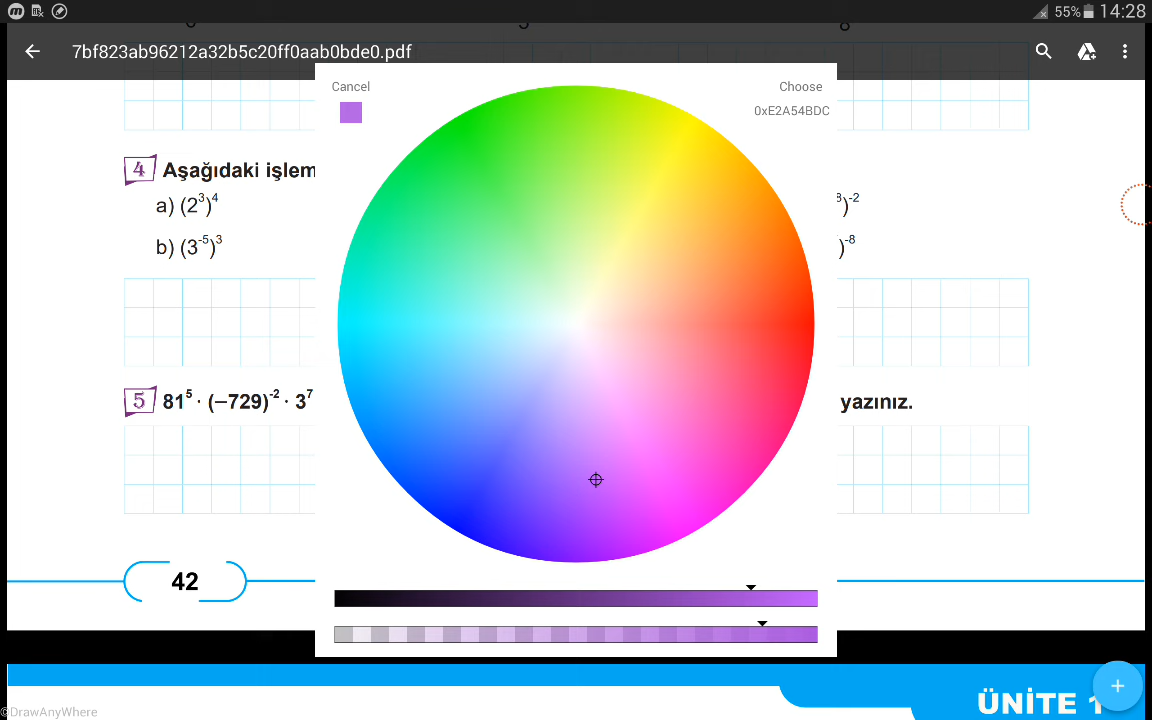 55% 14:28
7bf823ab96212a32b5c20ff0aab0bde0.pdf
Cancel
Choose
0xE2A54BDC
4 Aşağıdaki işlem
a) (2³)⁴
)⁻²
b) (3⁻⁵)³
)⁻⁸
5 81⁵ · (−729)⁻² · 3⁷
yazınız.
42
ÜNİTE 1
©DrawAnyWhere